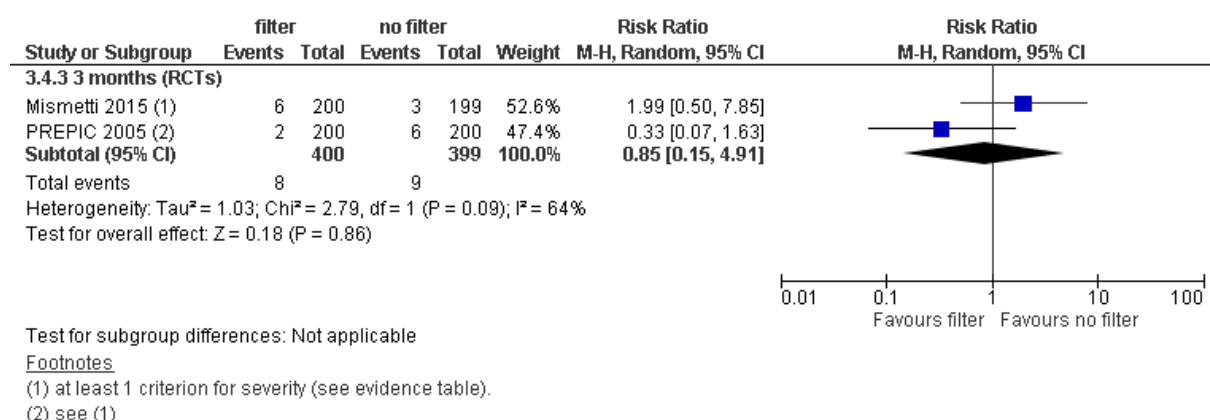 filter no filter Risk Ratio Risk Ratio
Study or Subgroup Events Total Events Total Weight M-H, Random, 95% CI M-H, Random, 95% CI
3.4.3 3 months (RCTs)
Mismetti 2015 (1) 6 200 3 199 52.6% 1.99 [0.50, 7.85]
PREPIC 2005 (2) 2 200 6 200 47.4% 0.33 [0.07, 1.63]
Subtotal (95% CI) 400 399 100.0% 0.85 [0.15, 4.91]
Total events 8 9
Heterogeneity: Tau² = 1.03; Chi² = 2.79, df = 1 (P = 0.09); I² = 64%
Test for overall effect: Z = 0.18 (P = 0.86)
0.01 0.1 1 10 100
Favours filter Favours no filter
Test for subgroup differences: Not applicable
Footnotes
(1) at least 1 criterion for severity (see evidence table).
(2) see (1)